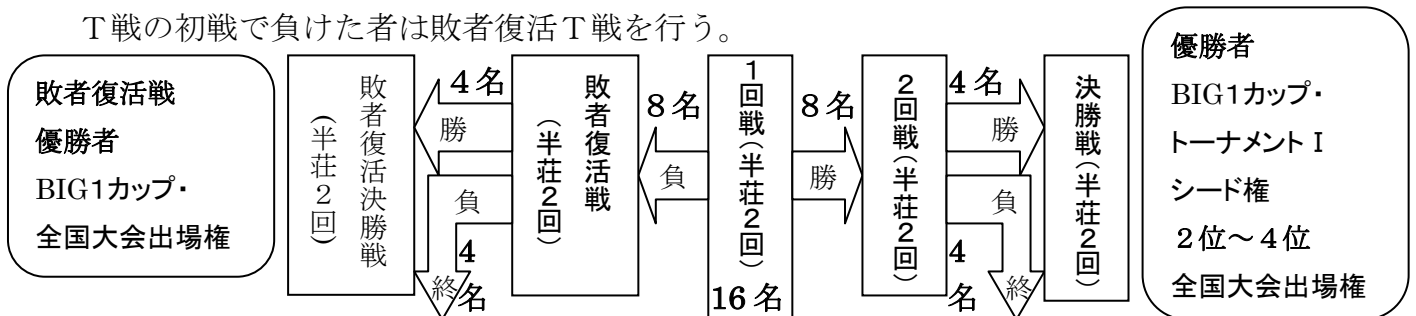 T戦の初戦で負けた者は敗者復活T戦を行う。
敗者復活戦
優勝者
BIG1カップ・
全国大会出場権
敗者復活決勝戦
(半荘2回)
4名
勝
負
4
名
終
敗者復活戦
(半荘2回)
8名
負
1回戦(半荘2回)
16名
8名
勝
2回戦(半荘2回)
4名
勝
負
4
名
終
決勝戦(半荘2回)
優勝者
BIG1カップ・
トーナメントⅠ
シード権
2位~4位
全国大会出場権